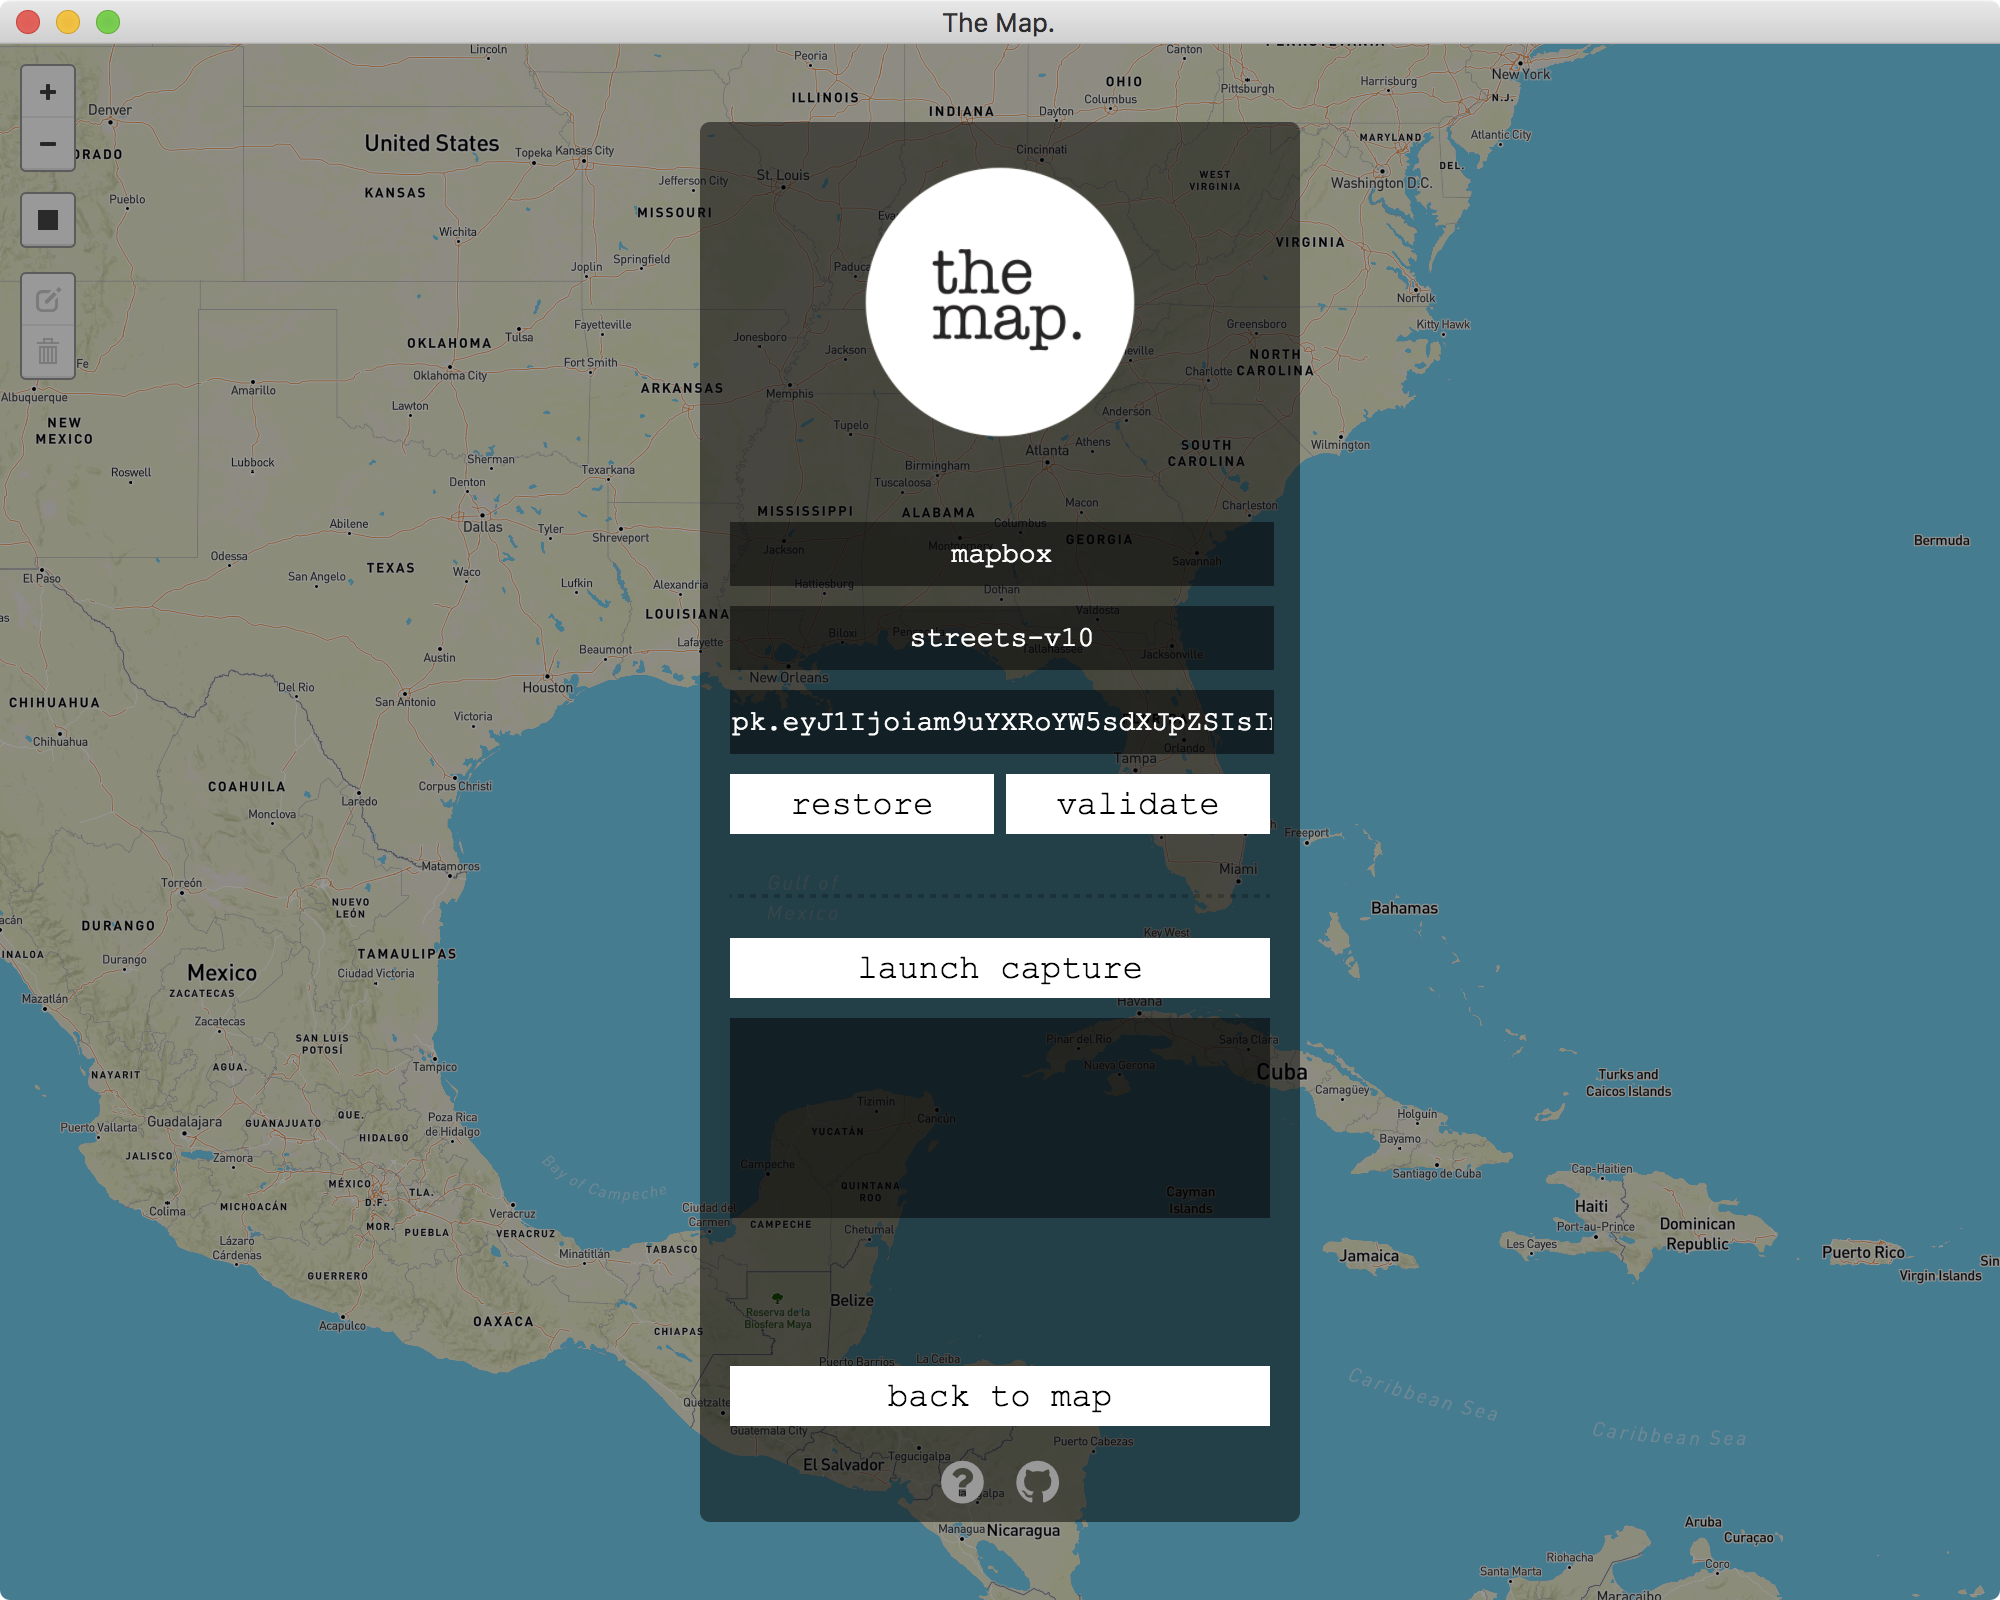 The Map.
Lincoln
Peoria
Canton
New York
Denver
ILLINOIS
OHIO
Columbus
Pittsburgh
Harrisburg
N.J.
INDIANA
Dayton
United States
Topeka
Kansas City
Cincinnati
MARYLAND
Atlantic City
DEL.
ORADO
KANSAS
Jefferson City
St. Louis
WEST
VIRGINIA
Washington D.C.
Pueblo
MISSOURI
Wichita
VIRGINIA
Joplin
Springfield
Norfolk
Fayetteville
Jonesboro
Greensboro
Kitty Hawk
OKLAHOMA
Tulsa
Jackson
NORTH
CAROLINA
Fe
Oklahoma City
Fort Smith
Charlotte
Albuquerque
Amarillo
ARKANSAS
Memphis
the
map.
Lawton
Tupelo
Anderson
NEW
MEXICO
Wilmington
Atlanta
Athens
SOUTH
CAROLINA
Roswell
Lubbock
Sherman
Texarkana
Birmingham
Denton
Tuscaloosa
Macon
Charleston
MISSISSIPPI
ALABAMA
Columbus
Abilene
Dallas
Tyler
Shreveport
GEORGIA
Bermuda
Odessa
Jackson
mapbox
Savannah
El Paso
San Angelo
TEXAS
Waco
Lufkin
Alexandria
Hattiesburg
Dothan
LOUISIANA
Valdosta
Beaumont
Lafayette
Biloxi
streets-v10
Tallahassee
Jacksonville
Austin
Del Rio
Houston
New Orleans
CHIHUAHUA
San Antonio
Chihuahua
Victoria
pk.eyJ1Ijoiam9uYXRoYW5sdXJpZSIsI
Orlando
Tampa
COAHUILA
Corpus Christi
Laredo
Monclova
restore
validate
Freeport
Matamoros
Miami
Torreón
Gulf of
Mexico
NUEVO
LEÓN
Bahamas
DURANGO
Key West
TAMAULIPAS
Durango
Mexico
Ciudad Victoria
launch capture
ZACATECAS
Mazatlán
Havana
Zacatecas
SAN LUIS
POTOSÍ
Pinar del Río
Santa Clara
Tampico
Nueva Gerona
Cuba
NAYARIT
AGUA.
Camagüey
Turks and
Caicos Islands
Tizimín
Cancún
Holguín
Puerto Vallarta
Guadalajara
GUANAJUATO
QUE.
Poza Rica
de Hidalgo
YUCATÁN
HIDALGO
Bayamo
JALISCO
Zamora
Campeche
Santiago de Cuba
Cap-Haïtien
Bay of Campeche
MÉXICO
D.F.
TLA.
QUINTANA
ROO
Cayman
Islands
Colima
MICHOACÁN
Veracruz
Ciudad del
Carmen
CAMPECHE
Haiti
Port-au-Prince
Dominican
Republic
MOR.
PUEBLA
VERACRUZ
Chetumal
Les Cayes
Lázaro
Cárdenas
Minatitlán
TABASCO
Jamaica
Puerto Rico
Virgin Islands
GUERRERO
Reserva de la
Biosfera Maya
Belize
Acapulco
OAXACA
CHIAPAS
Puerto Barrios
La Ceiba
back to map
Caribbean Sea
Caribbean Sea
Guatemala City
Puerto Cabezas
El Salvador
Tegucigalpa
Managua
Nicaragua
Aruba
Curaçao
Riohacha
Santa Marta
Coro
Maracaibo